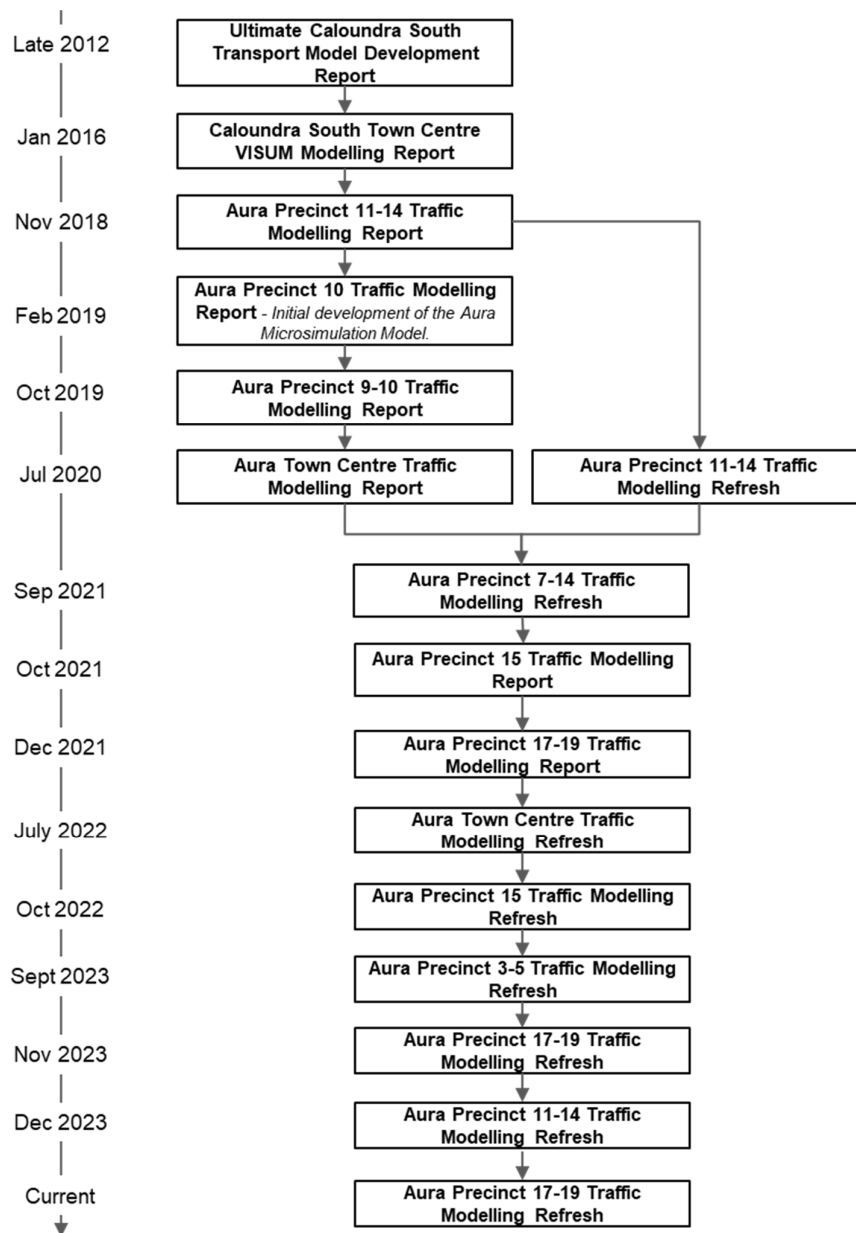 Late 2012
Ultimate Caloundra South
Transport Model Development
Report
Jan 2016
Caloundra South Town Centre
VISUM Modelling Report
Nov 2018
Aura Precinct 11-14 Traffic
Modelling Report
Feb 2019
Aura Precinct 10 Traffic Modelling
Report - Initial development of the Aura
Microsimulation Model.
Oct 2019
Aura Precinct 9-10 Traffic
Modelling Report
Jul 2020
Aura Town Centre Traffic
Modelling Report
Aura Precinct 11-14 Traffic
Modelling Refresh
Sep 2021
Aura Precinct 7-14 Traffic
Modelling Refresh
Oct 2021
Aura Precinct 15 Traffic Modelling
Report
Dec 2021
Aura Precinct 17-19 Traffic
Modelling Report
July 2022
Aura Town Centre Traffic
Modelling Refresh
Oct 2022
Aura Precinct 15 Traffic Modelling
Refresh
Sept 2023
Aura Precinct 3-5 Traffic Modelling
Refresh
Nov 2023
Aura Precinct 17-19 Traffic
Modelling Refresh
Dec 2023
Aura Precinct 11-14 Traffic
Modelling Refresh
Current
Aura Precinct 17-19 Traffic
Modelling Refresh